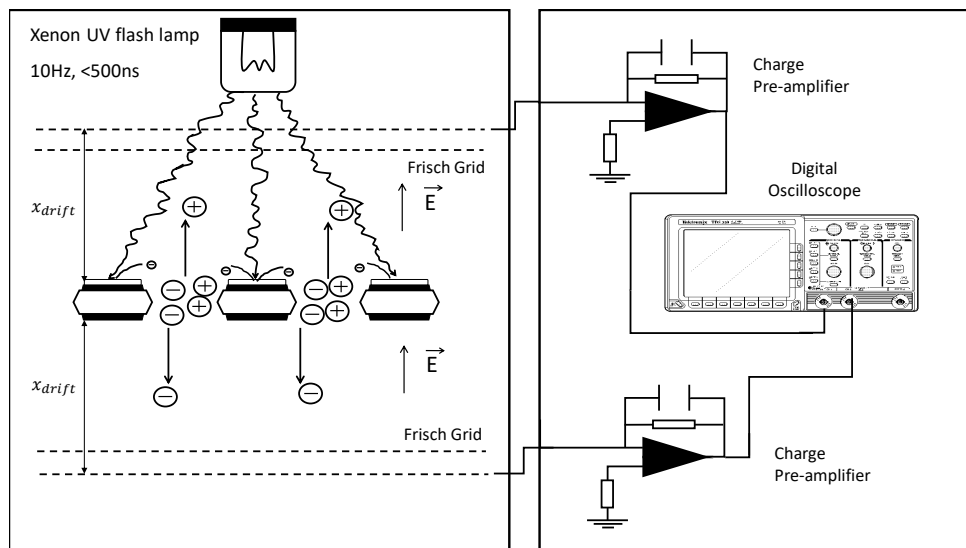 Xenon UV flash lamp
10Hz, <500ns
Frisch Grid
E
x_drift
x_drift
E
Frisch Grid
Charge
Pre-amplifier
Digital
Oscilloscope
Tektronix
Charge
Pre-amplifier